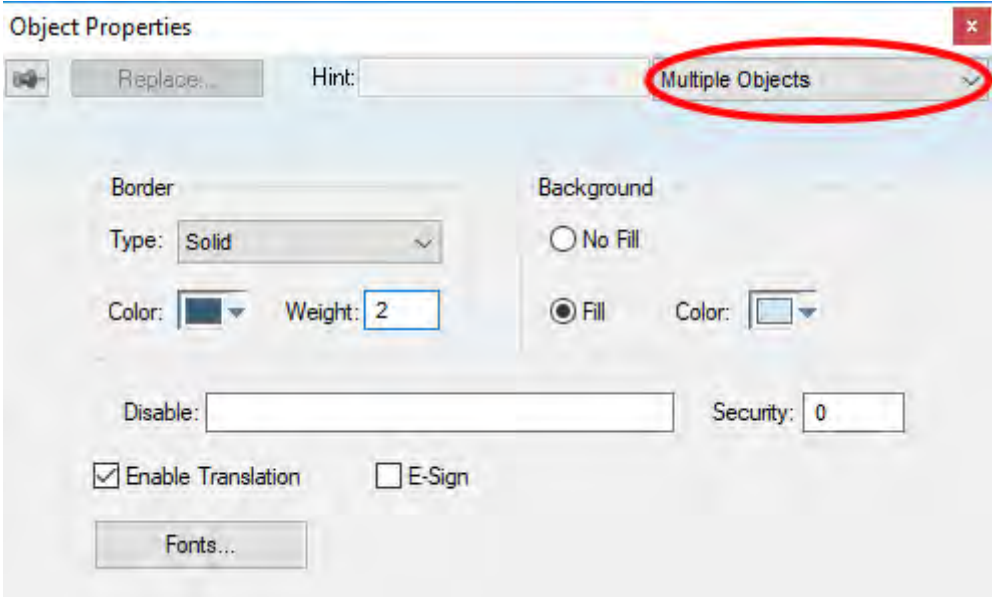 Object Properties x
Replace... Hint: Multiple Objects
Border Background
Type: Solid No Fill
Color: Weight: 2 Fill Color:
Disable: Security: 0
Enable Translation E-Sign
Fonts...